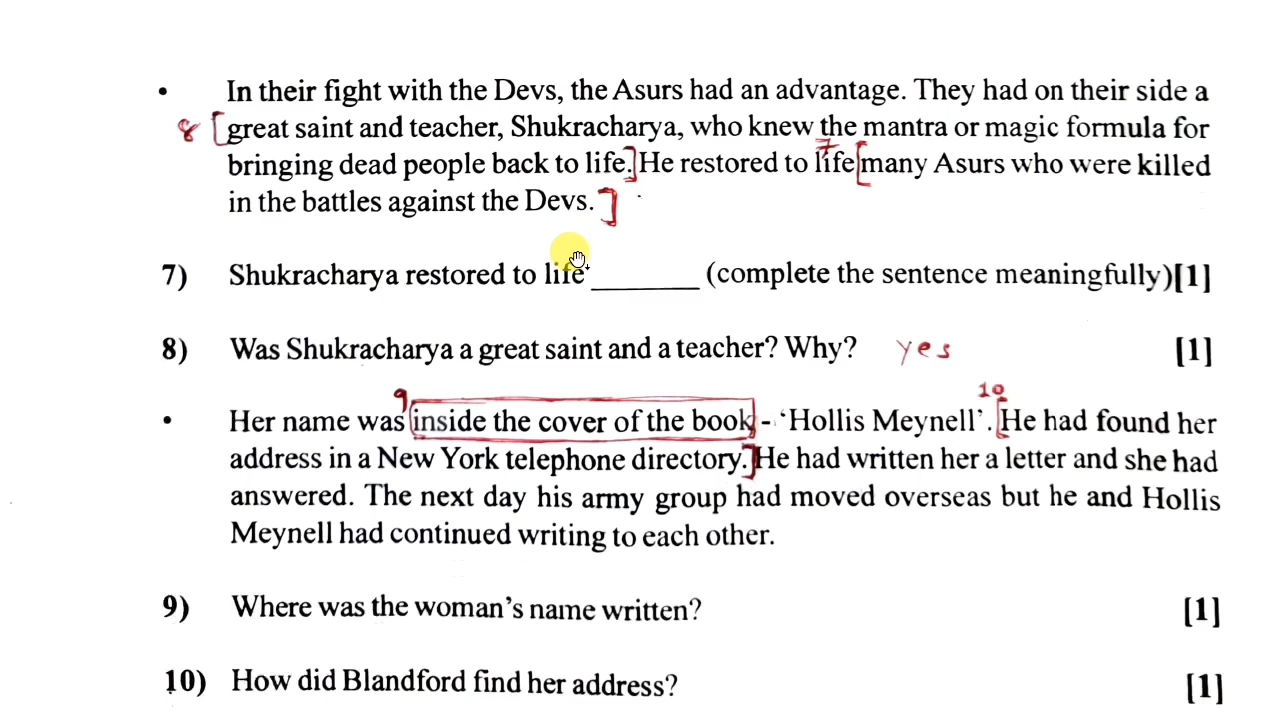 • In their fight with the Devs, the Asurs had an advantage. They had on their side a
8 [great saint and teacher, Shukracharya, who knew the mantra or magic formula for
bringing dead people back to life.] He restored to life 7 [many Asurs who were killed
in the battles against the Devs.]
7) Shukracharya restored to life ________ (complete the sentence meaningfully)[1]
8) Was Shukracharya a great saint and a teacher? Why? yes [1]
9 10
• Her name was inside the cover of the book - ‘Hollis Meynell’. [He had found her
address in a New York telephone directory.] He had written her a letter and she had
answered. The next day his army group had moved overseas but he and Hollis
Meynell had continued writing to each other.
9) Where was the woman’s name written? [1]
10) How did Blandford find her address? [1]